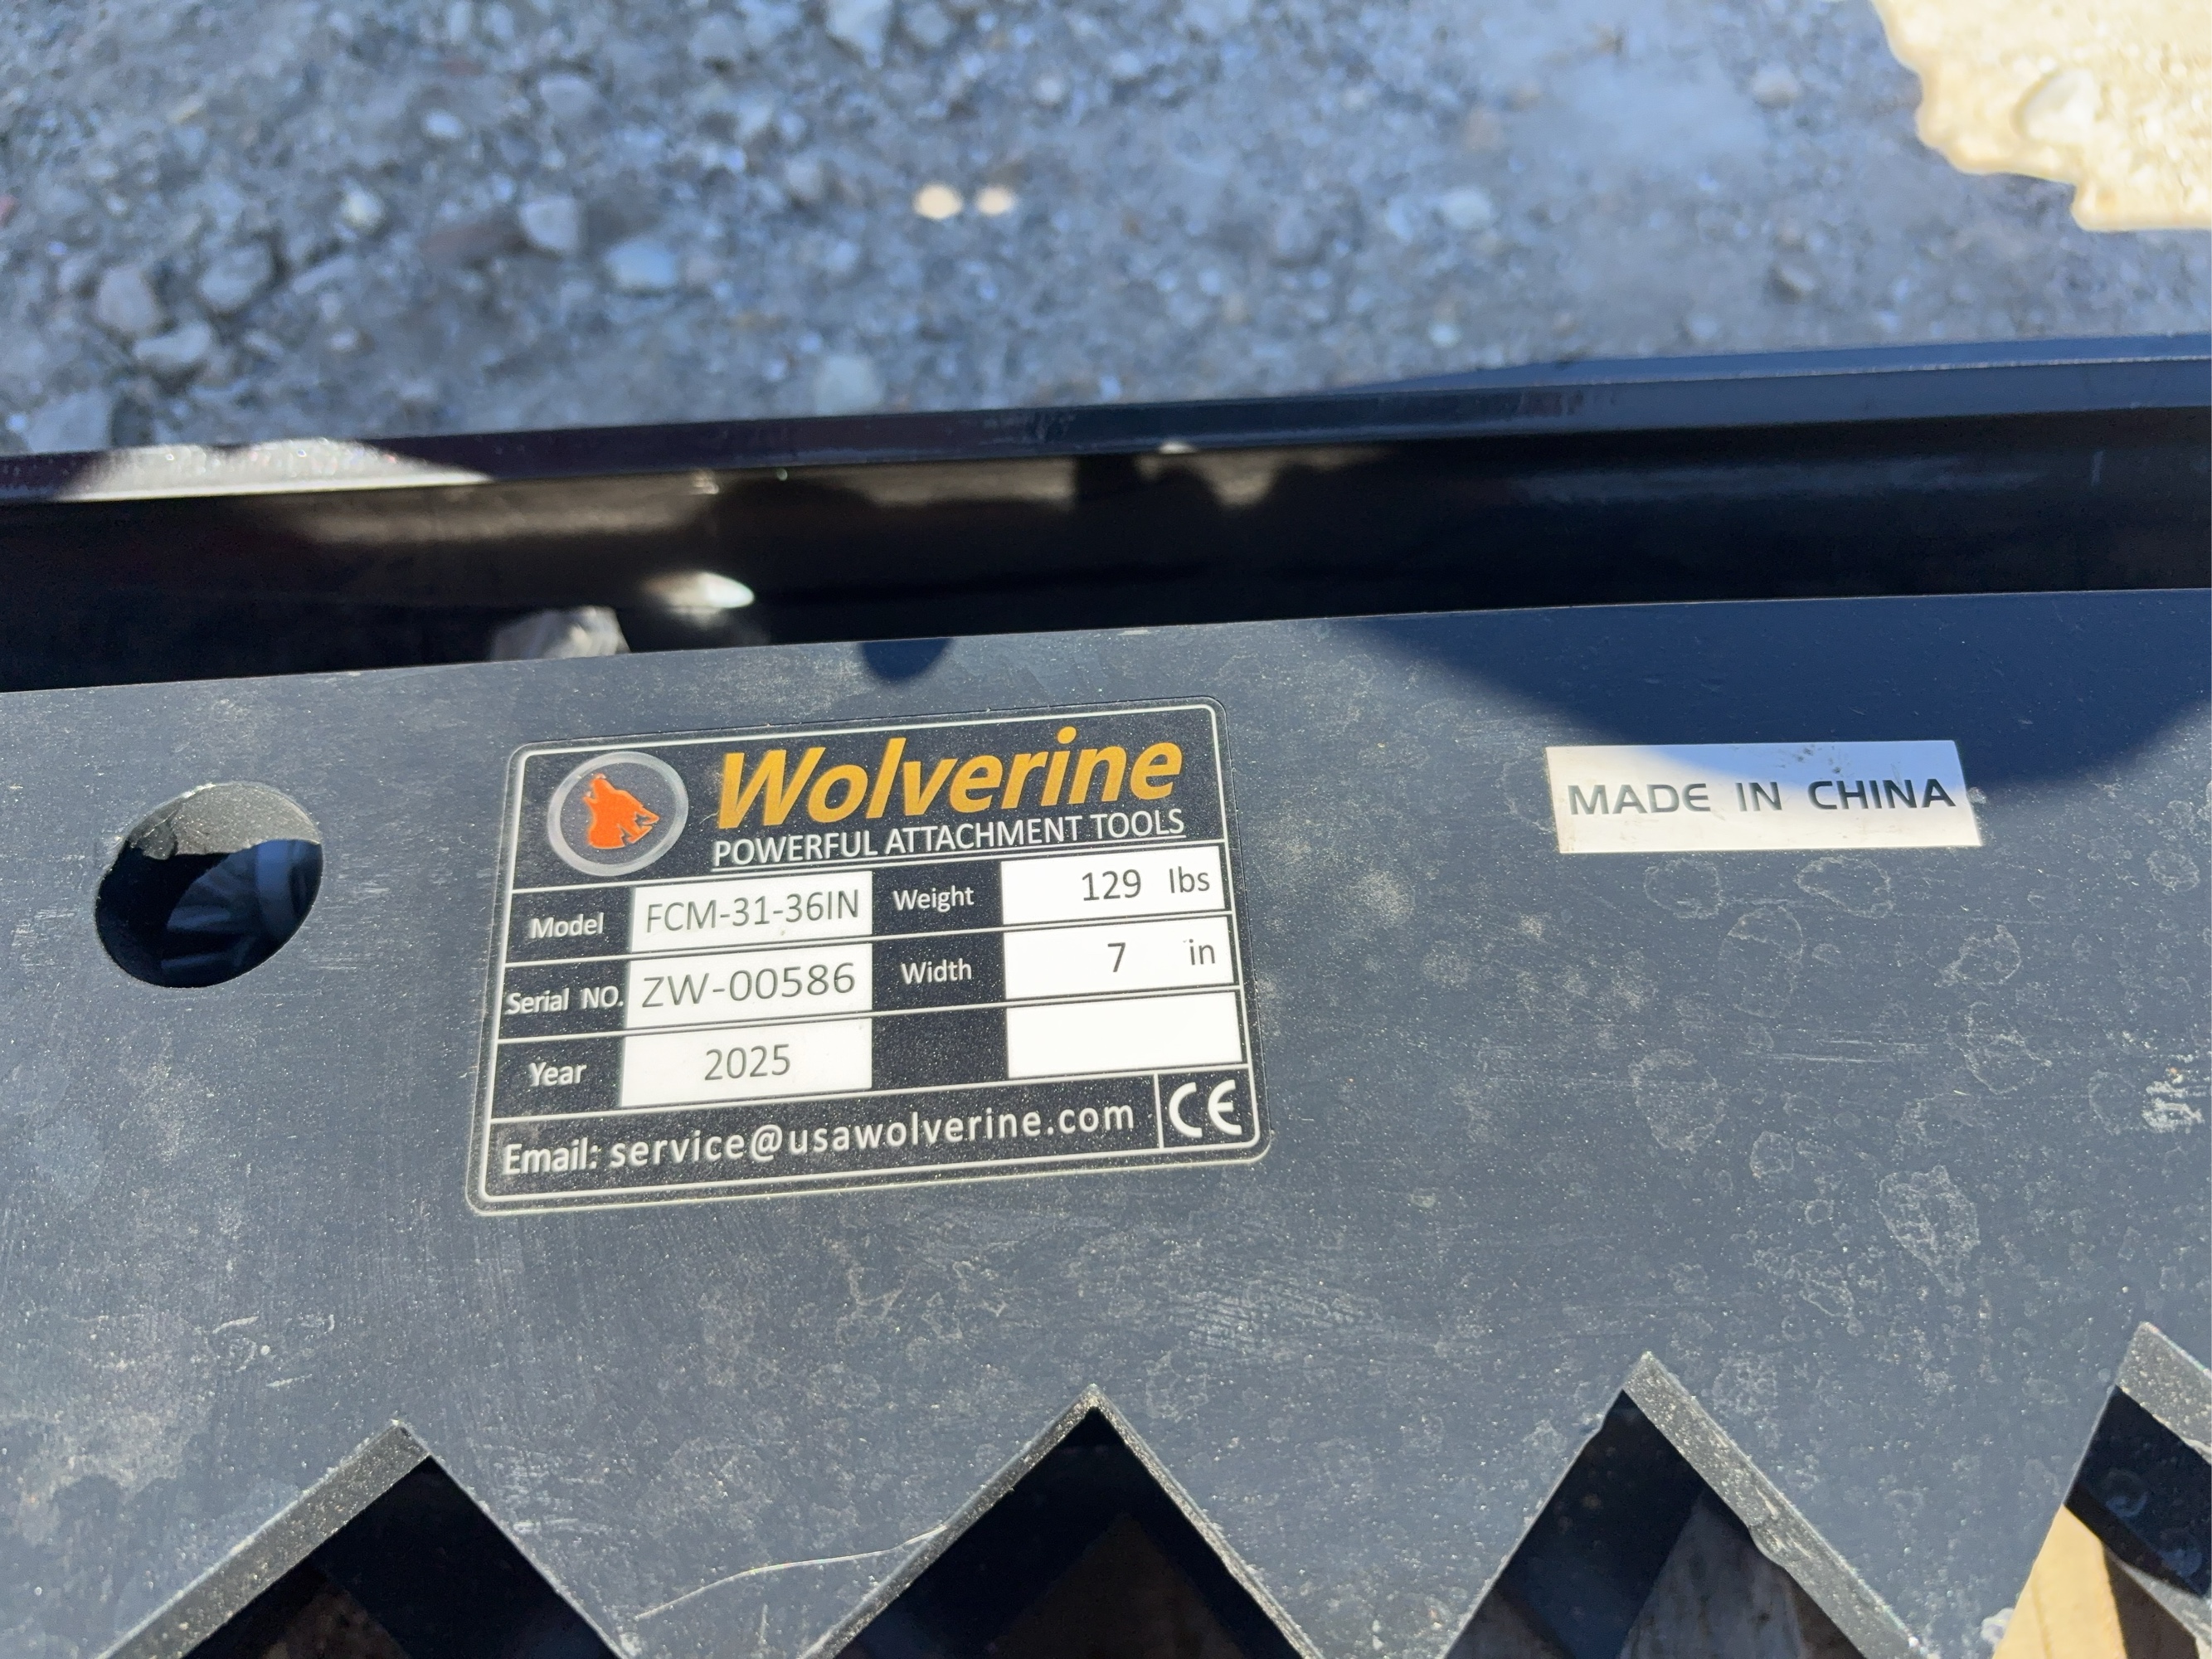 Wolverine
POWERFUL ATTACHMENT TOOLS
Model FCM-31-36IN Weight 129 lbs
Serial NO. ZW-00586 Width 7 in
Year 2025
Email: service@usawolverine.com CE
MADE IN CHINA